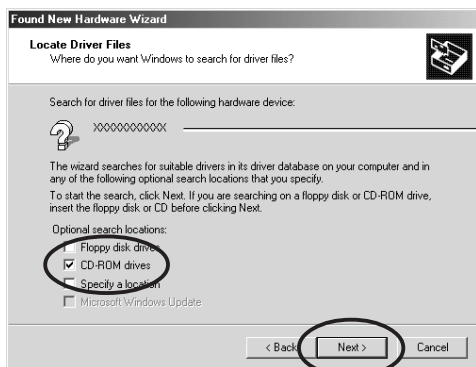 Found New Hardware Wizard
Locate Driver Files
Where do you want Windows to search for driver files?
Search for driver files for the following hardware device:
XXXXXXXXXXX
The wizard searches for suitable drivers in its driver database on your computer and in
any of the following optional search locations that you specify.
To start the search, click Next. If you are searching on a floppy disk or CD-ROM drive,
insert the floppy disk or CD before clicking Next.
Optional search locations:
Floppy disk drives
CD-ROM drives
Specify a location
Microsoft Windows Update
< Back
Next >
Cancel